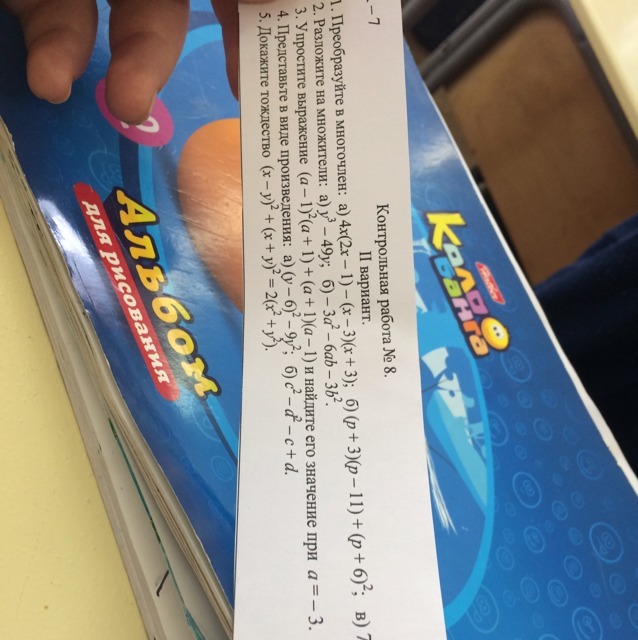 . – 7
Контрольная работа № 8.
II вариант.
1. Преобразуйте в многочлен: а) 4x(2x – 1) – (x – 3)(x + 3); б) (p + 3)(p – 11) + (p + 6)²; в) 7
2. Разложите на множители: а) y³ – 49y; б) – 3a² – 6ab – 3b².
3. Упростите выражение (a – 1)²(a + 1) + (a + 1)(a – 1) и найдите его значение при a = – 3.
4. Представьте в виде произведения: а) (y – 6)² – 9y²; б) c² – d² – c + d.
5. Докажите тождество (x – y)² + (x + y)² = 2(x² + y²).
Hatber
Калло
банга
Альбом
для рисования